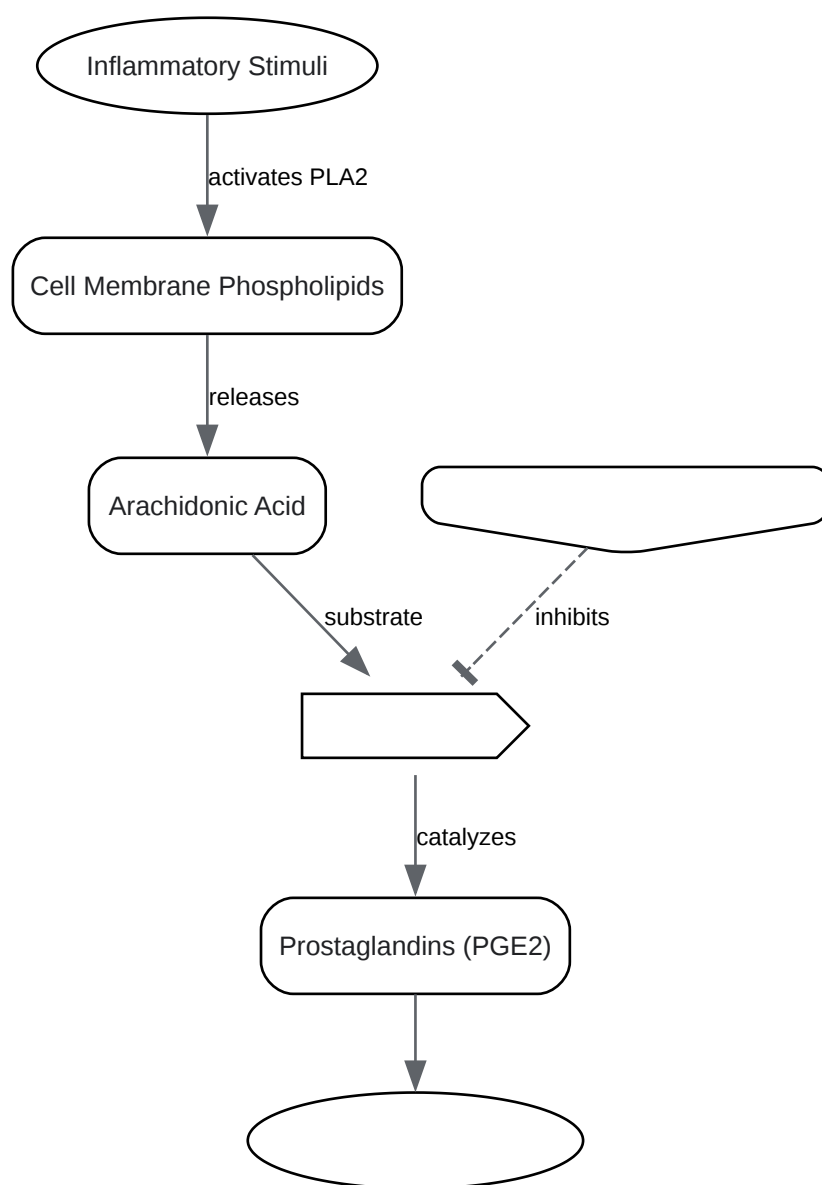 Inflammatory Stimuli
activates PLA2
Cell Membrane Phospholipids
releases
Arachidonic Acid
substrate
inhibits
catalyzes
Prostaglandins (PGE2)